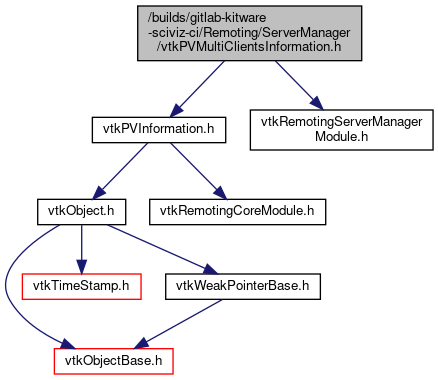 /builds/gitlab-kitware
-sciviz-ci/Remoting/ServerManager
/vtkPVMultiClientsInformation.h
vtkPVInformation.h
vtkRemotingServerManager
Module.h
vtkObject.h
vtkRemotingCoreModule.h
vtkTimeStamp.h
vtkWeakPointerBase.h
vtkObjectBase.h